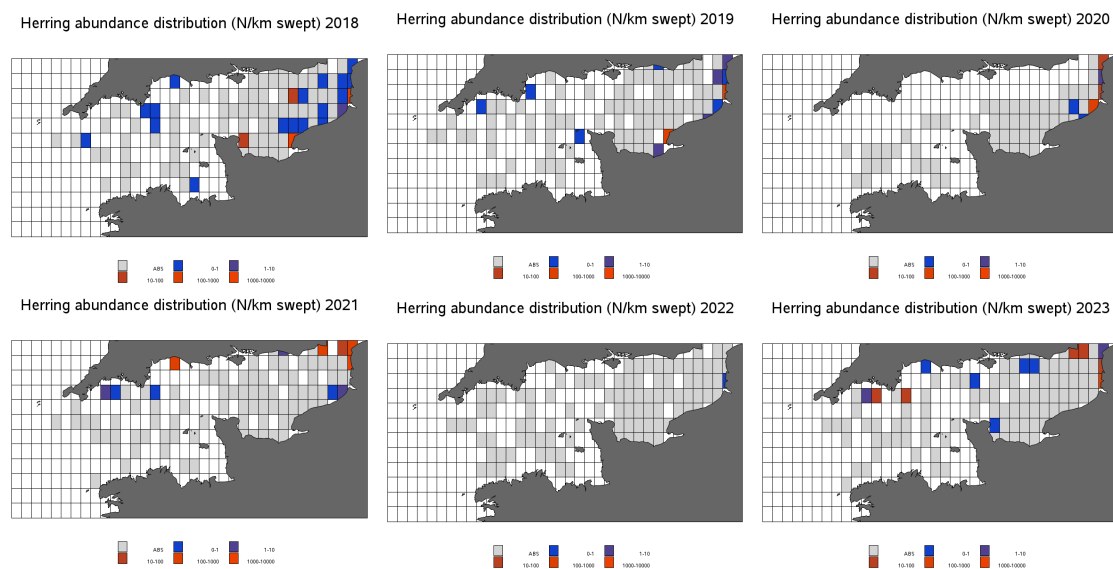 Herring abundance distribution (N/km swept) 2018
Herring abundance distribution (N/km swept) 2019
Herring abundance distribution (N/km swept) 2020
ABS 0-1 1-10
10-100 100-1000 1000-10000
ABS 0-1 1-10
10-100 100-1000 1000-10000
ABS 0-1 1-10
10-100 100-1000 1000-10000
Herring abundance distribution (N/km swept) 2021
Herring abundance distribution (N/km swept) 2022
Herring abundance distribution (N/km swept) 2023
ABS 0-1 1-10
10-100 100-1000 1000-10000
ABS 0-1 1-10
10-100 100-1000 1000-10000
ABS 0-1 1-10
10-100 100-1000 1000-10000